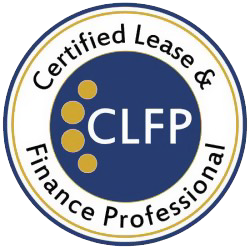 Certified Lease &
CLFP
Finance Professional